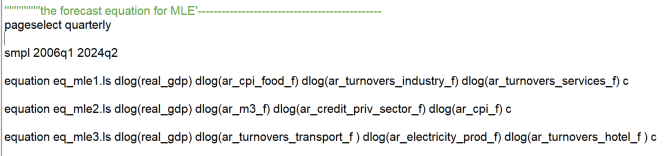 '''''''''''''''the forecast equation for MLE'-----------------------------------------------
pageselect quarterly
smpl 2006q1 2024q2
equation eq_mle1.ls dlog(real_gdp) dlog(ar_cpi_food_f) dlog(ar_turnovers_industry_f) dlog(ar_turnovers_services_f) c
equation eq_mle2.ls dlog(real_gdp) dlog(ar_m3_f) dlog(ar_credit_priv_sector_f) dlog(ar_cpi_f) c
equation eq_mle3.ls dlog(real_gdp) dlog(ar_turnovers_transport_f ) dlog(ar_electricity_prod_f) dlog(ar_turnovers_hotel_f ) c